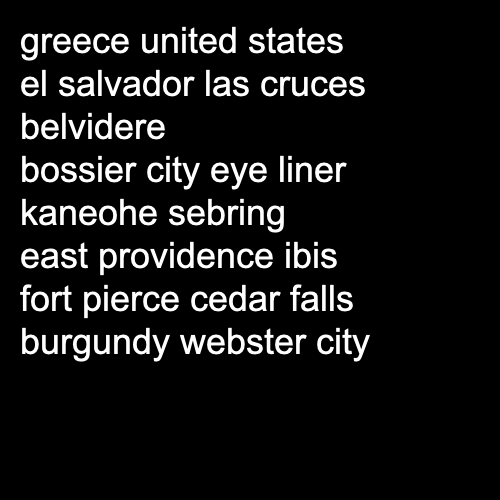 greece united states
el salvador las cruces
belvidere
bossier city eye liner
kaneohe sebring
east providence ibis
fort pierce cedar falls
burgundy webster city